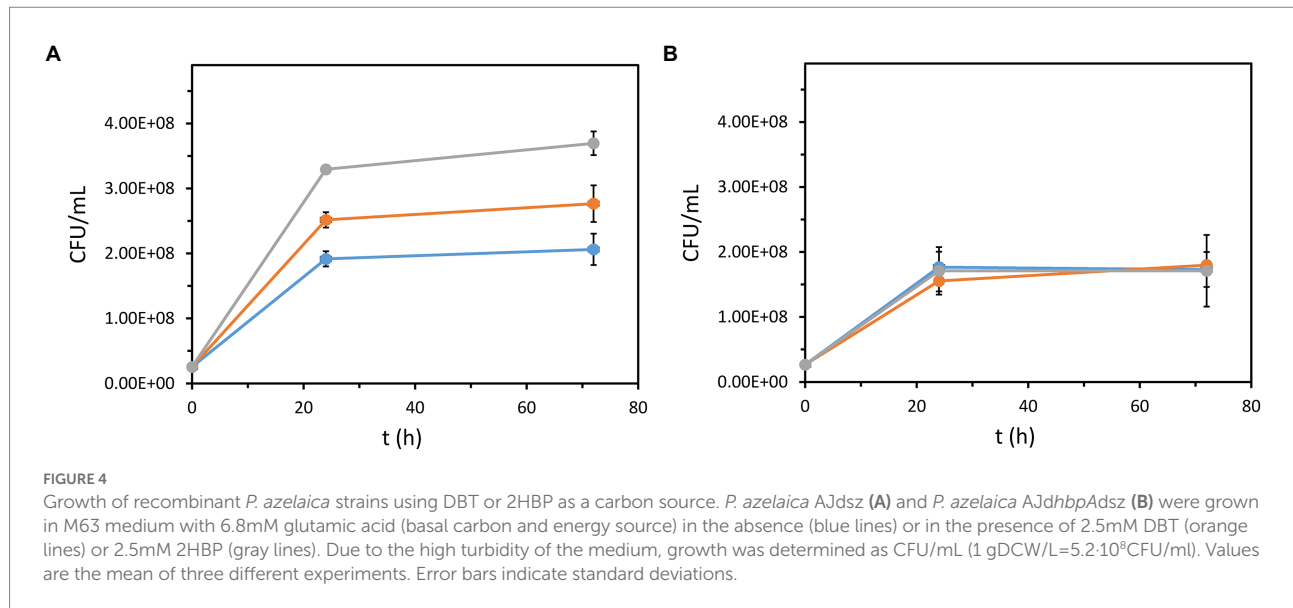 A
B
4.00E+08
3.00E+08
2.00E+08
1.00E+08
0.00E+00
CFU/mL
0
20
40
60
80
t (h)
4.00E+08
3.00E+08
2.00E+08
1.00E+08
0.00E+00
CFU/mL
0
20
40
60
80
t (h)
FIGURE 4
Growth of recombinant P. azelaica strains using DBT or 2HBP as a carbon source. P. azelaica AJdsz (A) and P. azelaica AJdhbpAdsz (B) were grown
in M63 medium with 6.8mM glutamic acid (basal carbon and energy source) in the absence (blue lines) or in the presence of 2.5mM DBT (orange
lines) or 2.5mM 2HBP (gray lines). Due to the high turbidity of the medium, growth was determined as CFU/mL (1 gDCW/L=5.2·10⁸CFU/ml). Values
are the mean of three different experiments. Error bars indicate standard deviations.